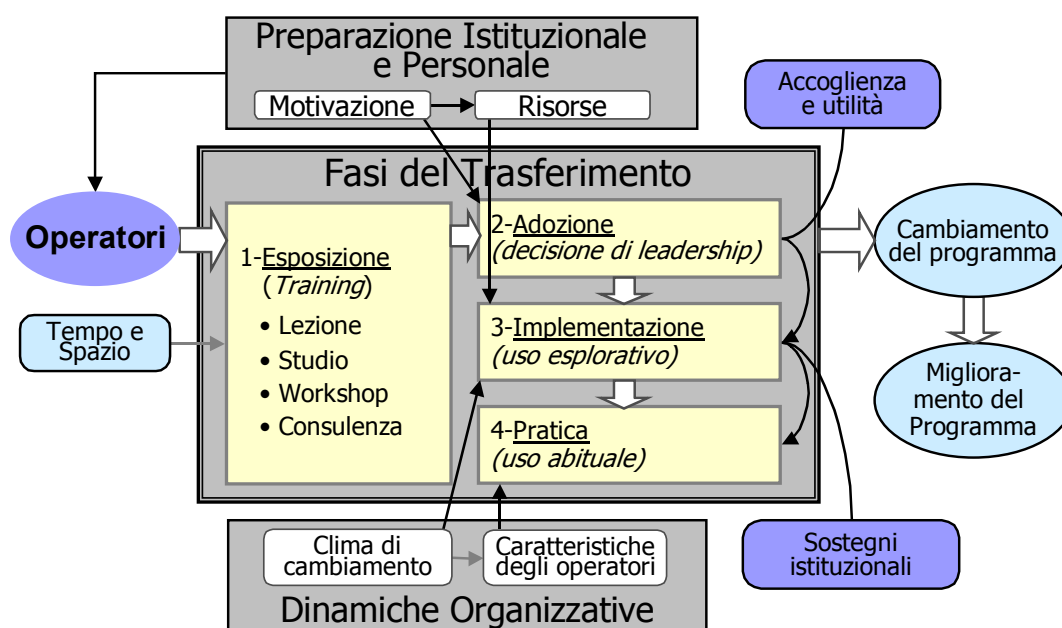 Preparazione Istituzionale
e Personale
Motivazione
Risorse
Accoglienza
e utilità
Fasi del Trasferimento
Operatori
1-Esposizione
(Training)
• Lezione
• Studio
• Workshop
• Consulenza
Tempo e
Spazio
2-Adozione
(decisione di leadership)
3-Implementazione
(uso esplorativo)
4-Pratica
(uso abituale)
Cambiamento
del programma
Migliora-
mento del
Programma
Clima di
cambiamento
Caratteristiche
degli operatori
Dinamiche Organizzative
Sostegni
istituzionali